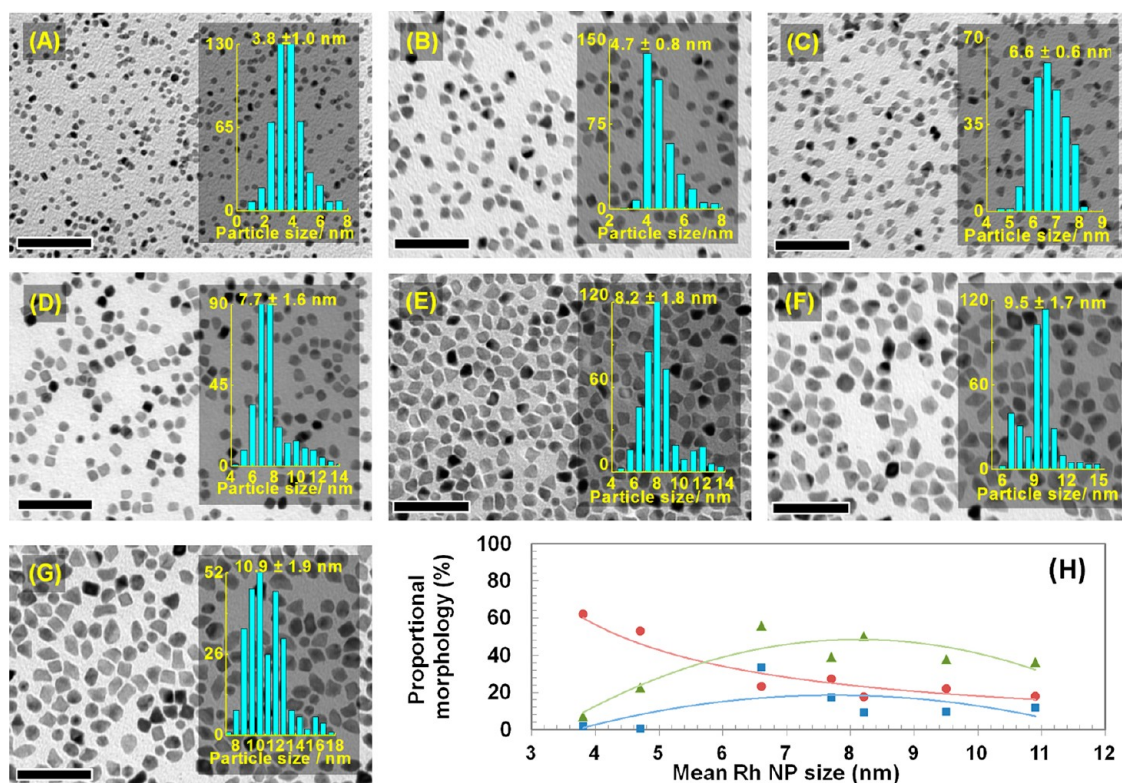 (A)
3.8 ±1.0 nm
130
65
0
0 2 4 6 8
Particle size/ nm
(B)
4.7 ± 0.8 nm
150
75
2
2 4 6 8
Particle size/nm
(C)
6.6 ± 0.6 nm
70
35
0
4 5 6 7 8 9
Particle size/ nm
(D)
7.7 ± 1.6 nm
90
45
0
4 6 8 10 12 14
Particle size/ nm
(E)
8.2 ± 1.8 nm
120
60
0
4 6 8 10 12 14
Particle size/ nm
(F)
9.5 ± 1.7 nm
120
60
0
6 9 12 15
Particle size/ nm
(G)
10.9 ± 1.9 nm
52
26
0
8 10 12 14 16 18
Particle size/ nm
(H)
Proportional
morphology (%)
100
80
60
40
20
0
3 4 5 6 7 8 9 10 11 12
Mean Rh NP size (nm)